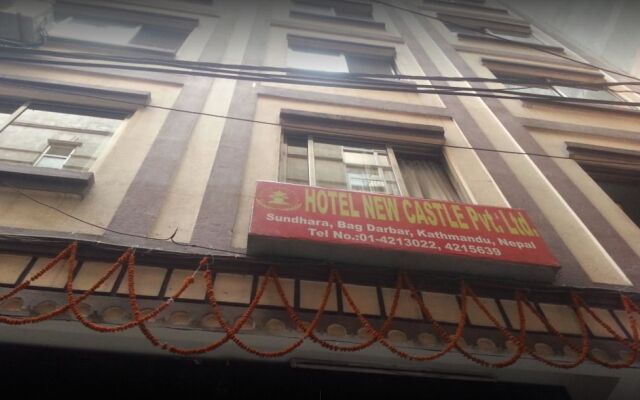 HOTEL NEW CASTLE Pvt. Ltd.
Sundhara, Bag Darbar, Kathmandu, Nepal
Tel No.:01-4213022, 4215639